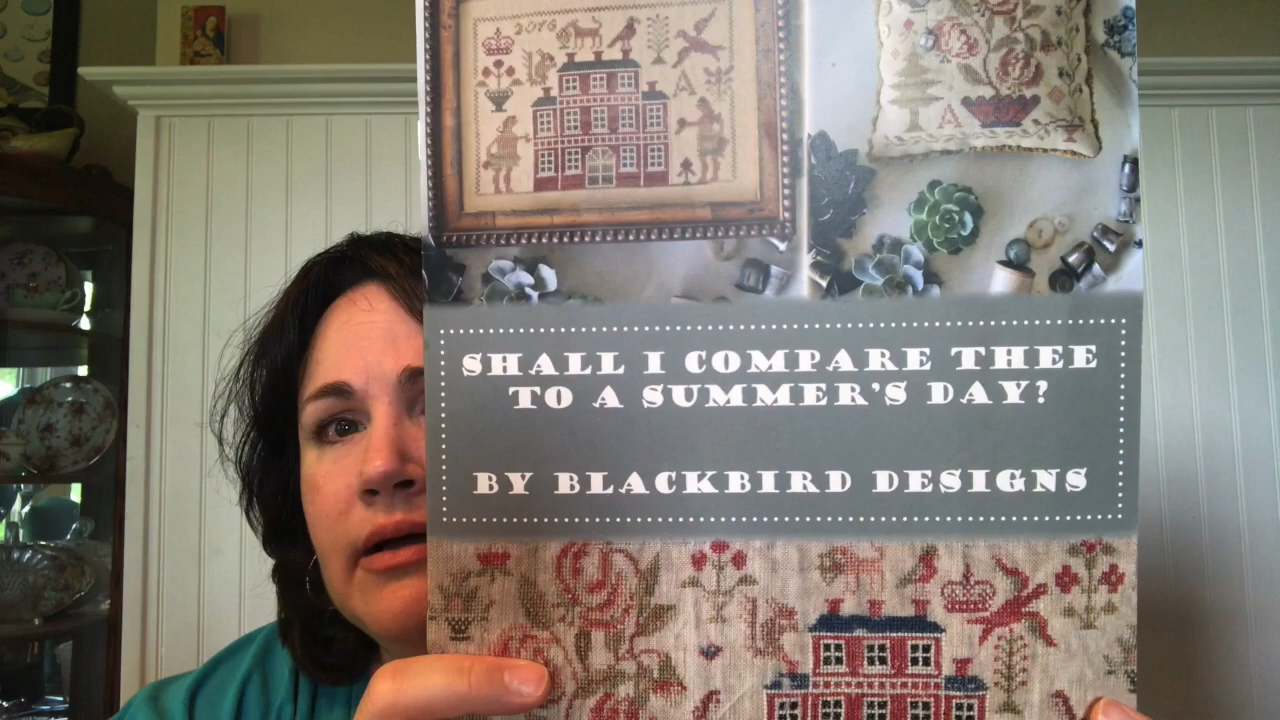 2016
A
A
SHALL I COMPARE THEE
TO A SUMMER'S DAY?
BY BLACKBIRD DESIGNS